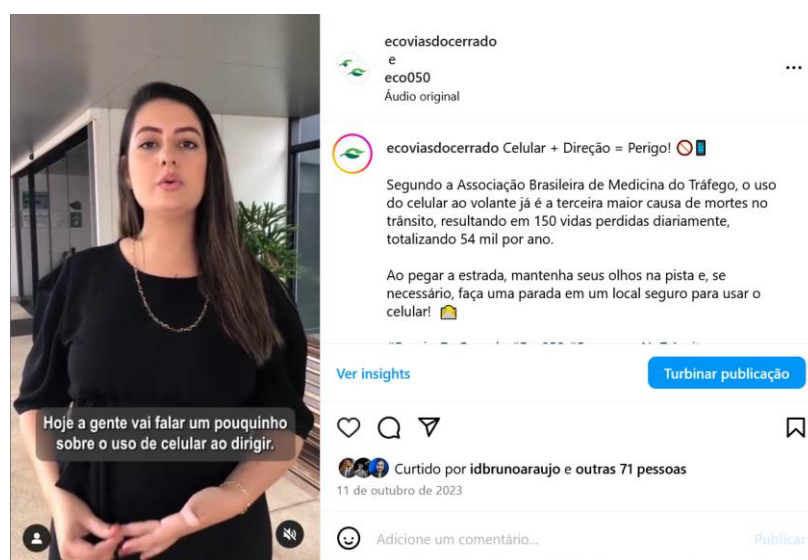 Hoje a gente vai falar um pouquinho
sobre o uso de celular ao dirigir.
ecoviasdocerrado
e
eco050
Áudio original
ecoviasdocerrado Celular + Direção = Perigo! 🚫📱
Segundo a Associação Brasileira de Medicina do Tráfego, o uso
do celular ao volante já é a terceira maior causa de mortes no
trânsito, resultando em 150 vidas perdidas diariamente,
totalizando 54 mil por ano.
Ao pegar a estrada, mantenha seus olhos na pista e, se
necessário, faça uma parada em um local seguro para usar o
celular!
Ver insights
Turbinar publicação
Curtido por idbrunoaraujo e outras 71 pessoas
11 de outubro de 2023
Adicione um comentário...
Publicar